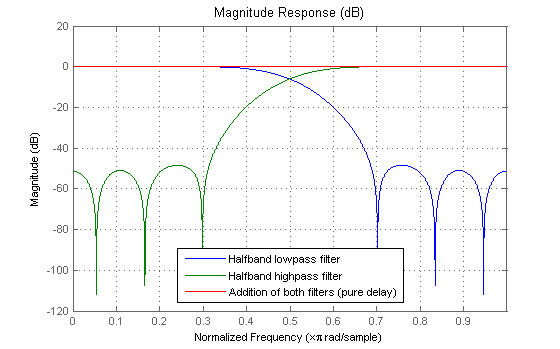 Magnitude Response (dB)
20
0
-20
-40
-60
-80
-100
-120
Magnitude (dB)
Halfband lowpass filter
Halfband highpass filter
Addition of both filters (pure delay)
0 0.1 0.2 0.3 0.4 0.5 0.6 0.7 0.8 0.9
Normalized Frequency (×π rad/sample)